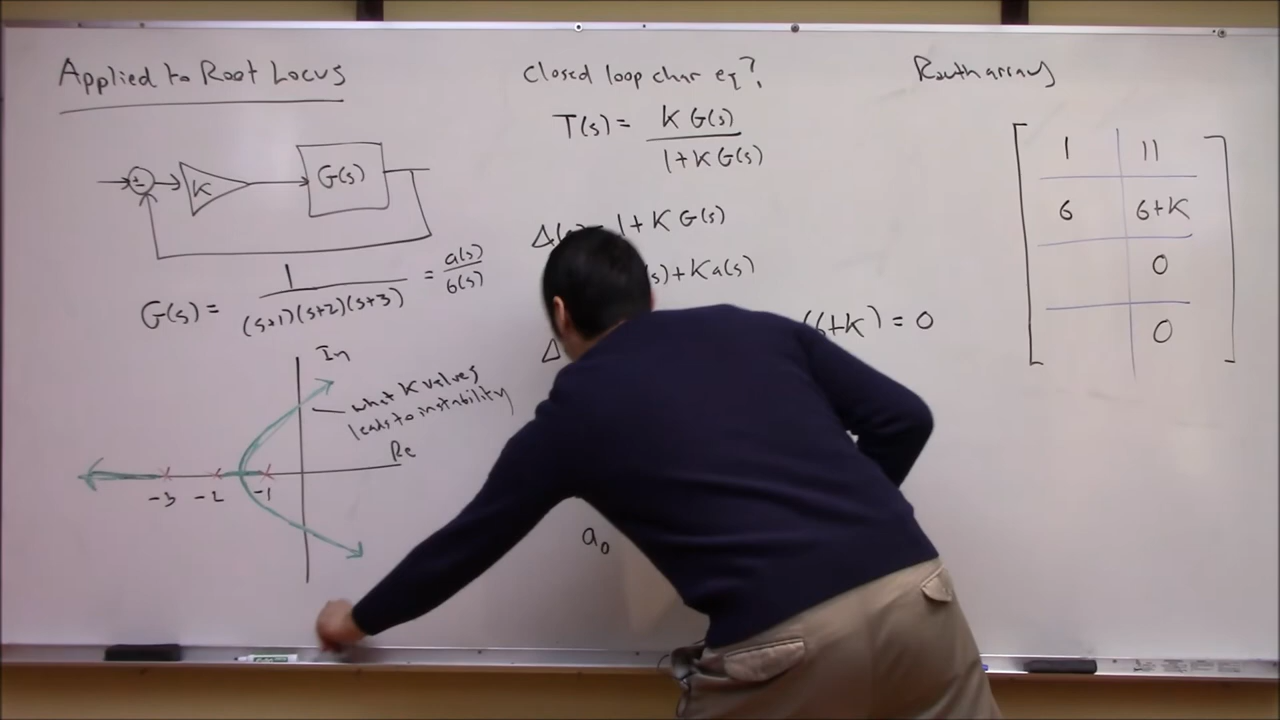 Applied to Root Locus
±
K
G(s)
G(s) = 1 / (s+1)(s+2)(s+3) = a(s) / b(s)
Im
what K values
leads to instability
Re
-3 -2 -1
Closed loop char eq?
T(s) = K G(s) / 1+K G(s)
Δ(s) = 1+K G(s)
(s)+Ka(s)
Δ
(6+K) = 0
a₀
Routh array
1 11
6 6+K
0
0